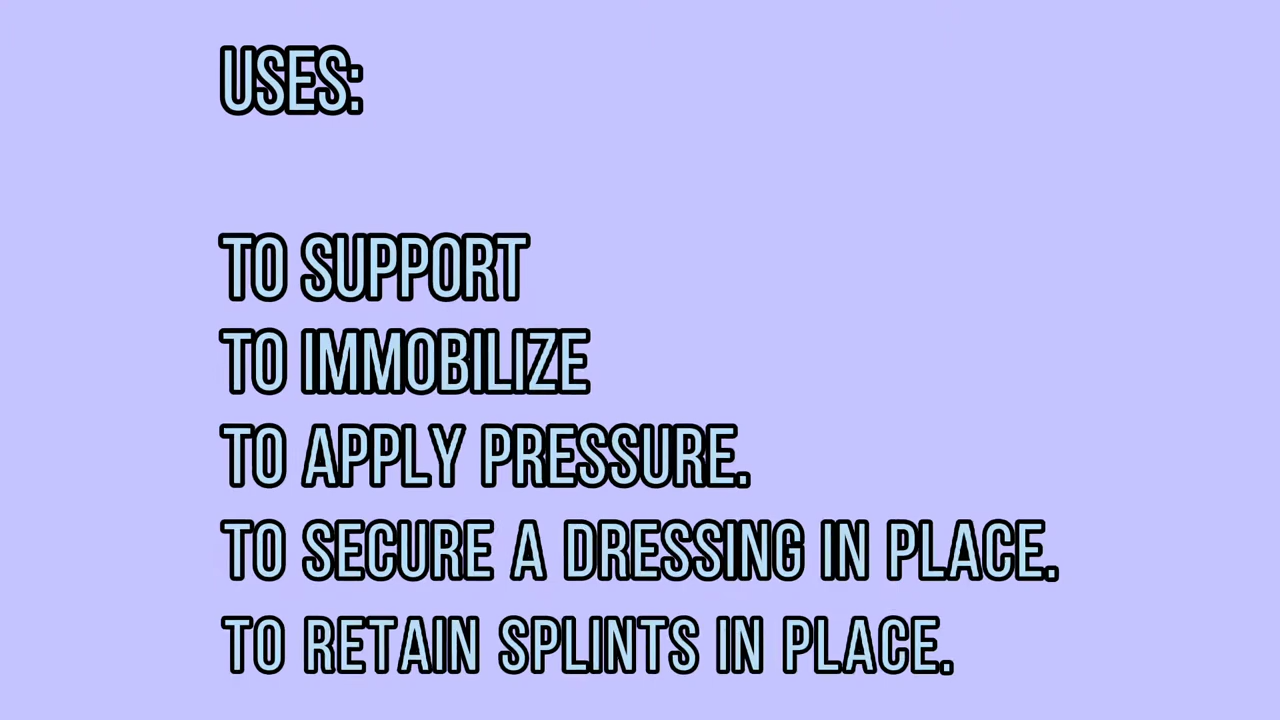 USES:
TO SUPPORT
TO IMMOBILIZE
TO APPLY PRESSURE.
TO SECURE A DRESSING IN PLACE.
TO RETAIN SPLINTS IN PLACE.